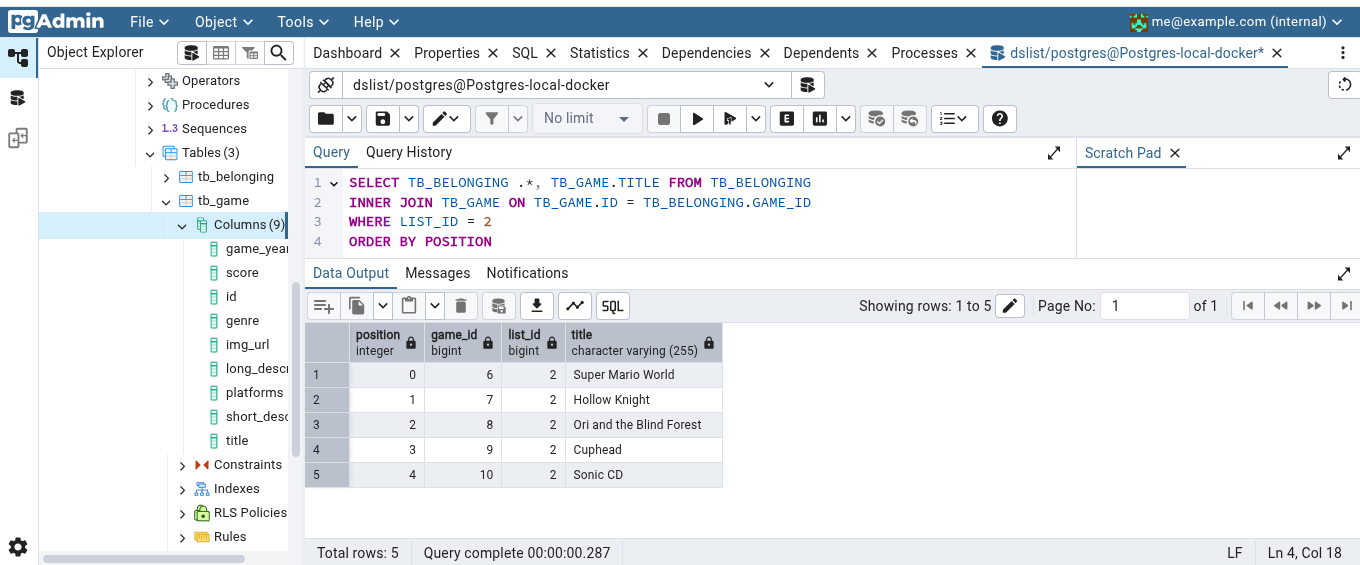 pgAdmin File Object Tools Help me@example.com (internal)
Object Explorer
Dashboard Properties SQL Statistics Dependencies Dependents Processes dslist/postgres@Postgres-local-docker*
Operators
Procedures
1.3 Sequences
Tables (3)
tb_belonging
tb_game
Columns (9)
game_year
score
id
genre
img_url
long_descr
platforms
short_desc
title
Constraints
Indexes
RLS Policies
Rules
dslist/postgres@Postgres-local-docker
No limit E
Query Query History
Scratch Pad
1 SELECT TB_BELONGING .*, TB_GAME.TITLE FROM TB_BELONGING
2 INNER JOIN TB_GAME ON TB_GAME.ID = TB_BELONGING.GAME_ID
3 WHERE LIST_ID = 2
4 ORDER BY POSITION
Data Output Messages Notifications
SQL Showing rows: 1 to 5 Page No: 1 of 1
position game_id list_id title
integer bigint bigint character varying (255)
1 0 6 2 Super Mario World
2 1 7 2 Hollow Knight
3 2 8 2 Ori and the Blind Forest
4 3 9 2 Cuphead
5 4 10 2 Sonic CD
Total rows: 5 Query complete 00:00:00.287 LF Ln 4, Col 18